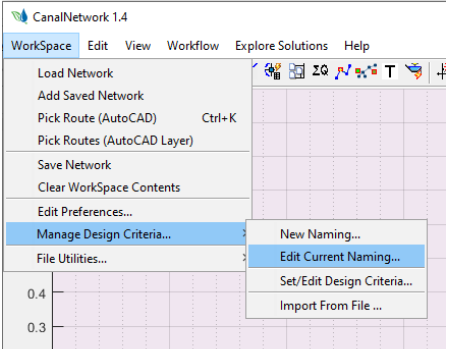 CanalNetwork 1.4
WorkSpace Edit View Workflow Explore Solutions Help
Load Network
Add Saved Network
Pick Route (AutoCAD) Ctrl+K
Pick Routes (AutoCAD Layer)
Save Network
Clear WorkSpace Contents
Edit Preferences...
Manage Design Criteria...
File Utilities...
New Naming...
Edit Current Naming...
Set/Edit Design Criteria...
Import From File ...
ΣQ T
0.4
0.3